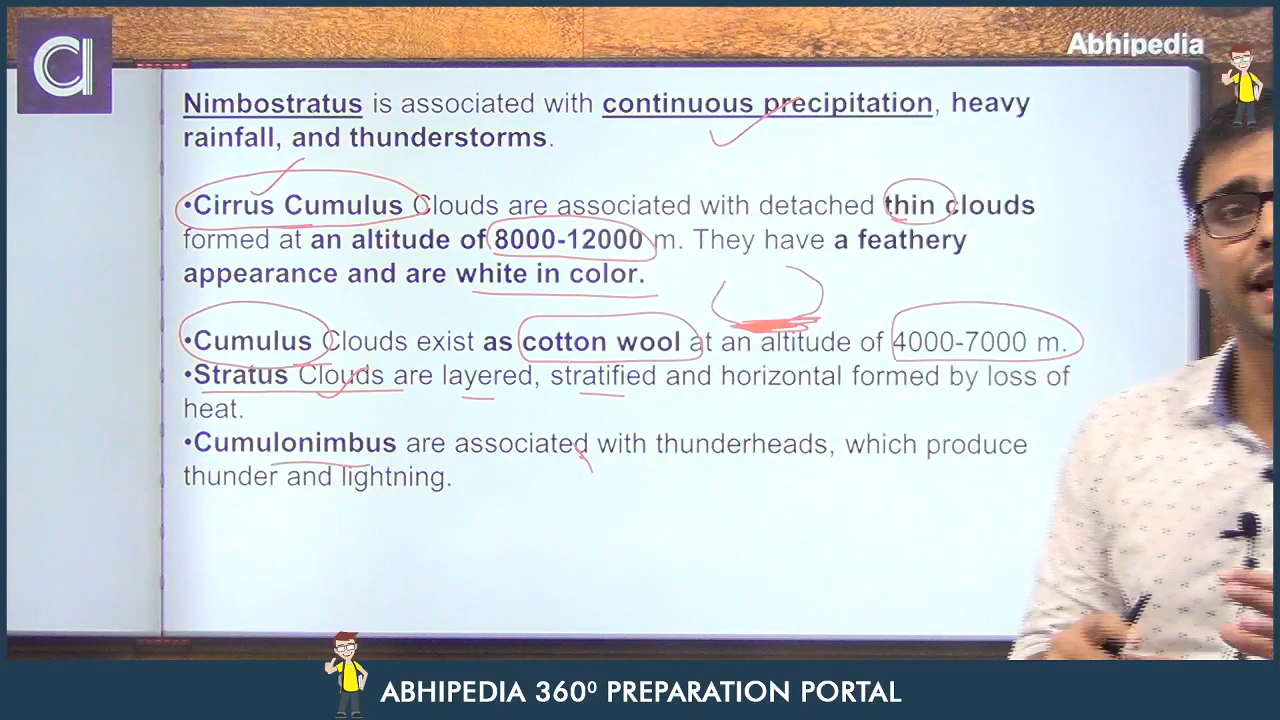 Abhipedia
Nimbostratus is associated with continuous precipitation, heavy
rainfall, and thunderstorms.
•Cirrus Cumulus Clouds are associated with detached thin clouds
formed at an altitude of 8000-12000 m. They have a feathery
appearance and are white in color.
•Cumulus Clouds exist as cotton wool at an altitude of 4000-7000 m.
•Stratus Clouds are layered, stratified and horizontal formed by loss of
heat.
•Cumulonimbus are associated with thunderheads, which produce
thunder and lightning.
ABHIPEDIA 360⁰ PREPARATION PORTAL